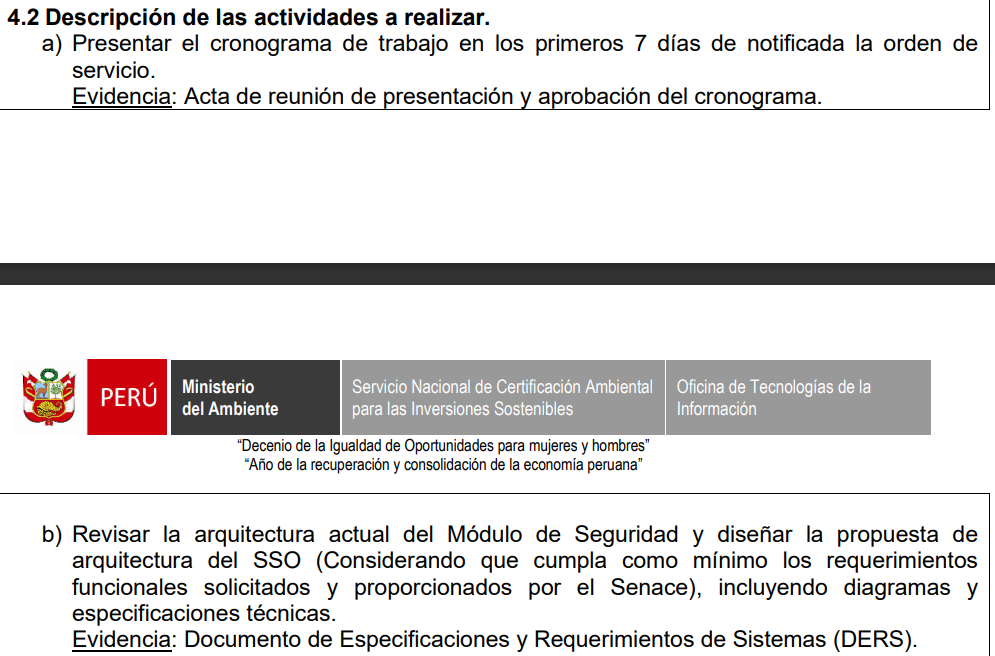 4.2 Descripción de las actividades a realizar.
a) Presentar el cronograma de trabajo en los primeros 7 días de notificada la orden de
servicio.
Evidencia: Acta de reunión de presentación y aprobación del cronograma.
PERÚ
Ministerio
del Ambiente
Servicio Nacional de Certificación Ambiental
para las Inversiones Sostenibles
Oficina de Tecnologías de la
Información
“Decenio de la Igualdad de Oportunidades para mujeres y hombres”
“Año de la recuperación y consolidación de la economía peruana”
b) Revisar la arquitectura actual del Módulo de Seguridad y diseñar la propuesta de
arquitectura del SSO (Considerando que cumpla como mínimo los requerimientos
funcionales solicitados y proporcionados por el Senace), incluyendo diagramas y
especificaciones técnicas.
Evidencia: Documento de Especificaciones y Requerimientos de Sistemas (DERS).